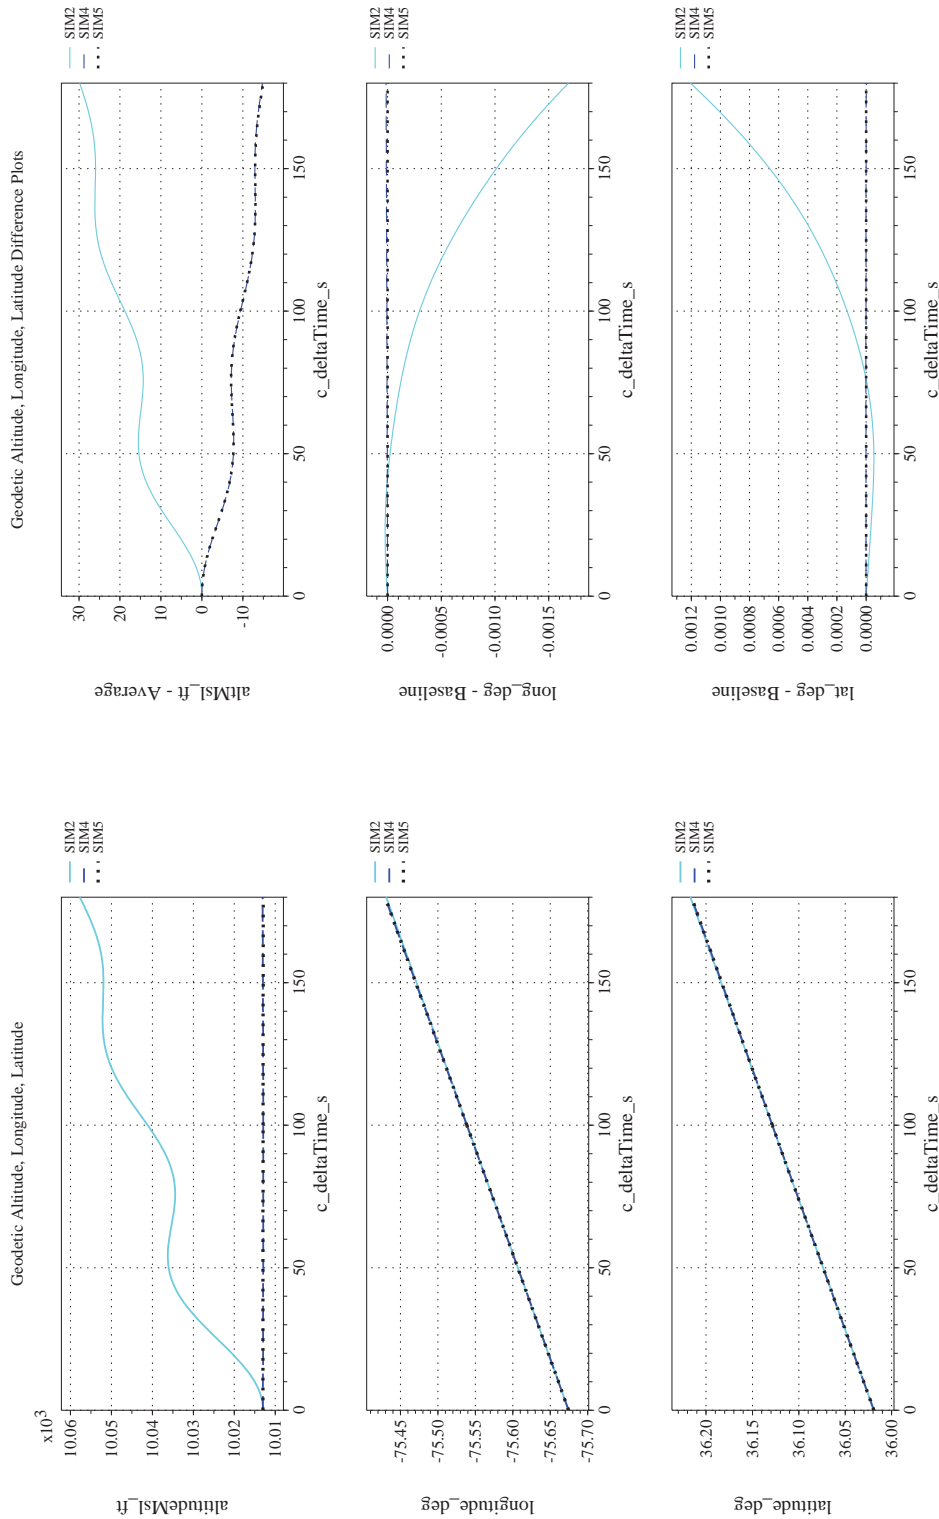 Geodetic Altitude, Longitude, Latitude
x10³
10.06
10.05
10.04
10.03
10.02
10.01
altitudeMsl_ft
0
50
100
150
c_deltaTime_s
SIM2
SIM4
SIM5
-75.45
-75.50
-75.55
-75.60
-75.65
-75.70
longitude_deg
0
50
100
150
c_deltaTime_s
SIM2
SIM4
SIM5
36.20
36.15
36.10
36.05
36.00
latitude_deg
0
50
100
150
c_deltaTime_s
SIM2
SIM4
SIM5
Geodetic Altitude, Longitude, Latitude Difference Plots
30
20
10
0
-10
altMsl_ft - Average
0
50
100
150
c_deltaTime_s
SIM2
SIM4
SIM5
0.0000
-0.0005
-0.0010
-0.0015
long_deg - Baseline
0
50
100
150
c_deltaTime_s
SIM2
SIM4
SIM5
0.0012
0.0010
0.0008
0.0006
0.0004
0.0002
0.0000
lat_deg - Baseline
0
50
100
150
c_deltaTime_s
SIM2
SIM4
SIM5